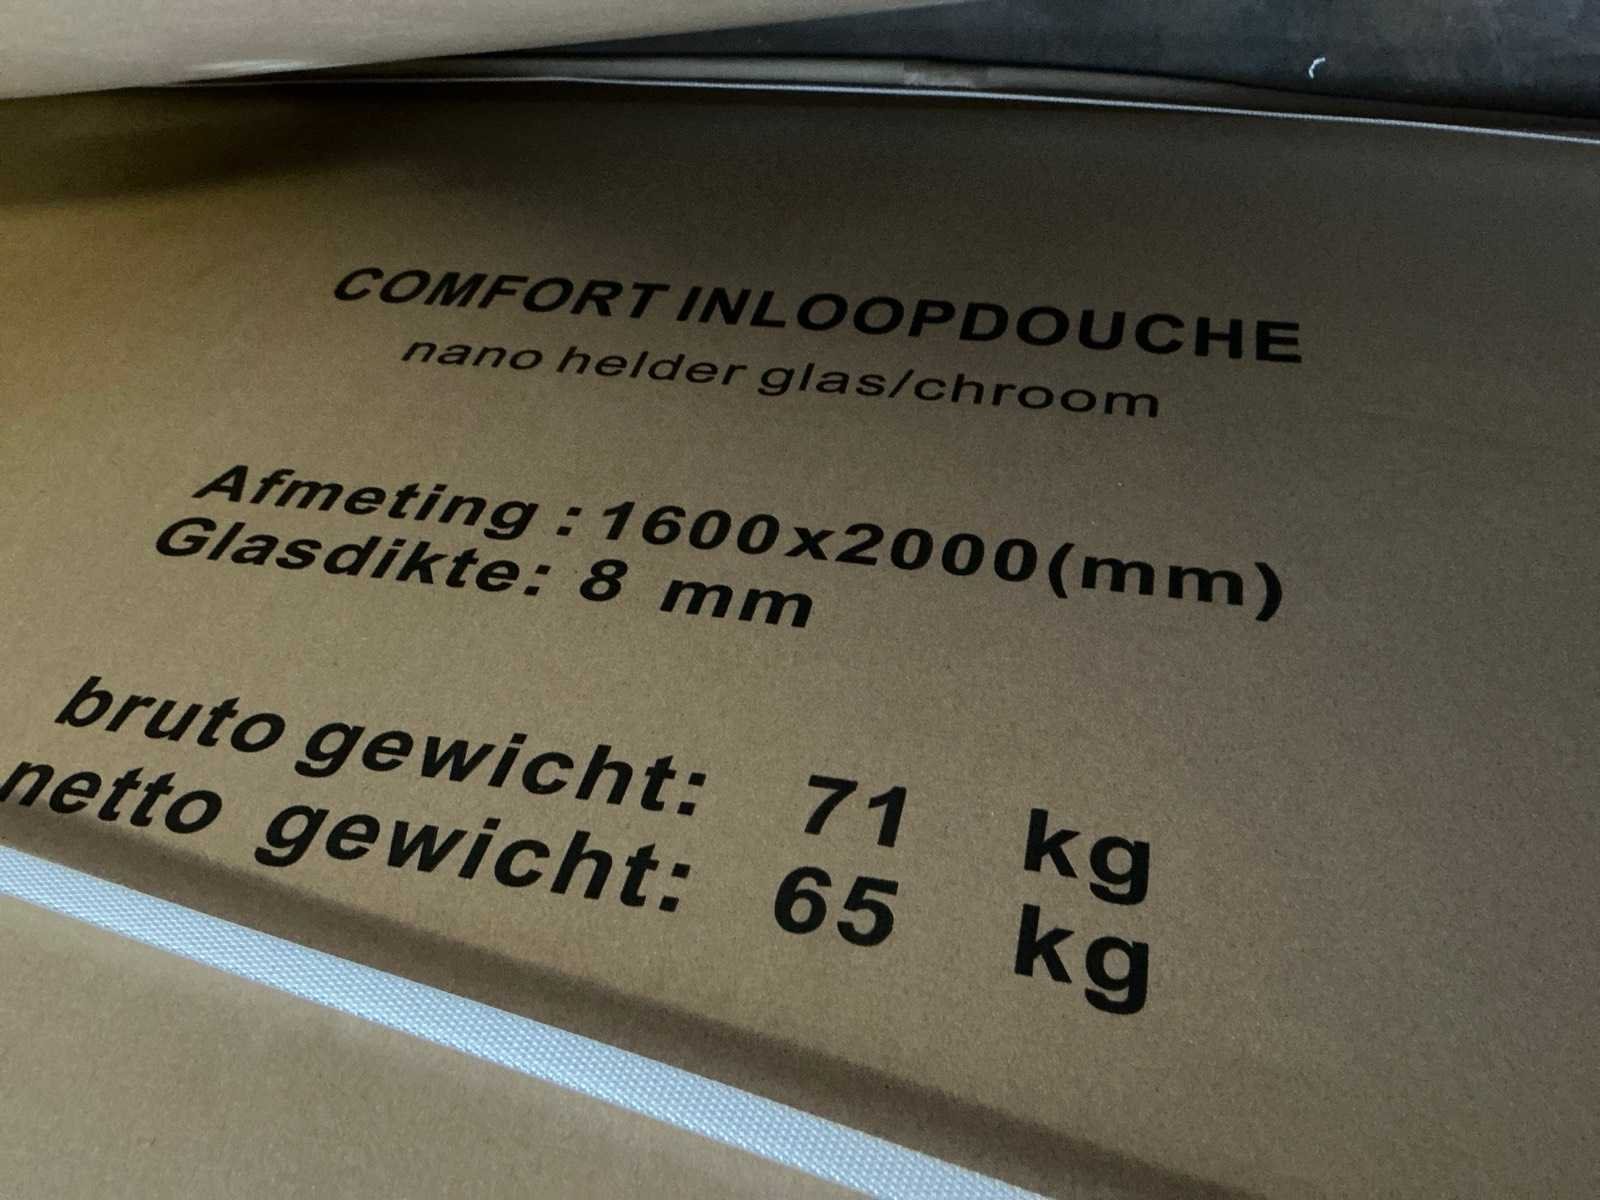 COMFORT INLOOPDOUCHE
nano helder glas/chroom
Afmeting : 1600x2000(mm)
Glasdikte: 8 mm
bruto gewicht: 71 kg
netto gewicht: 65 kg